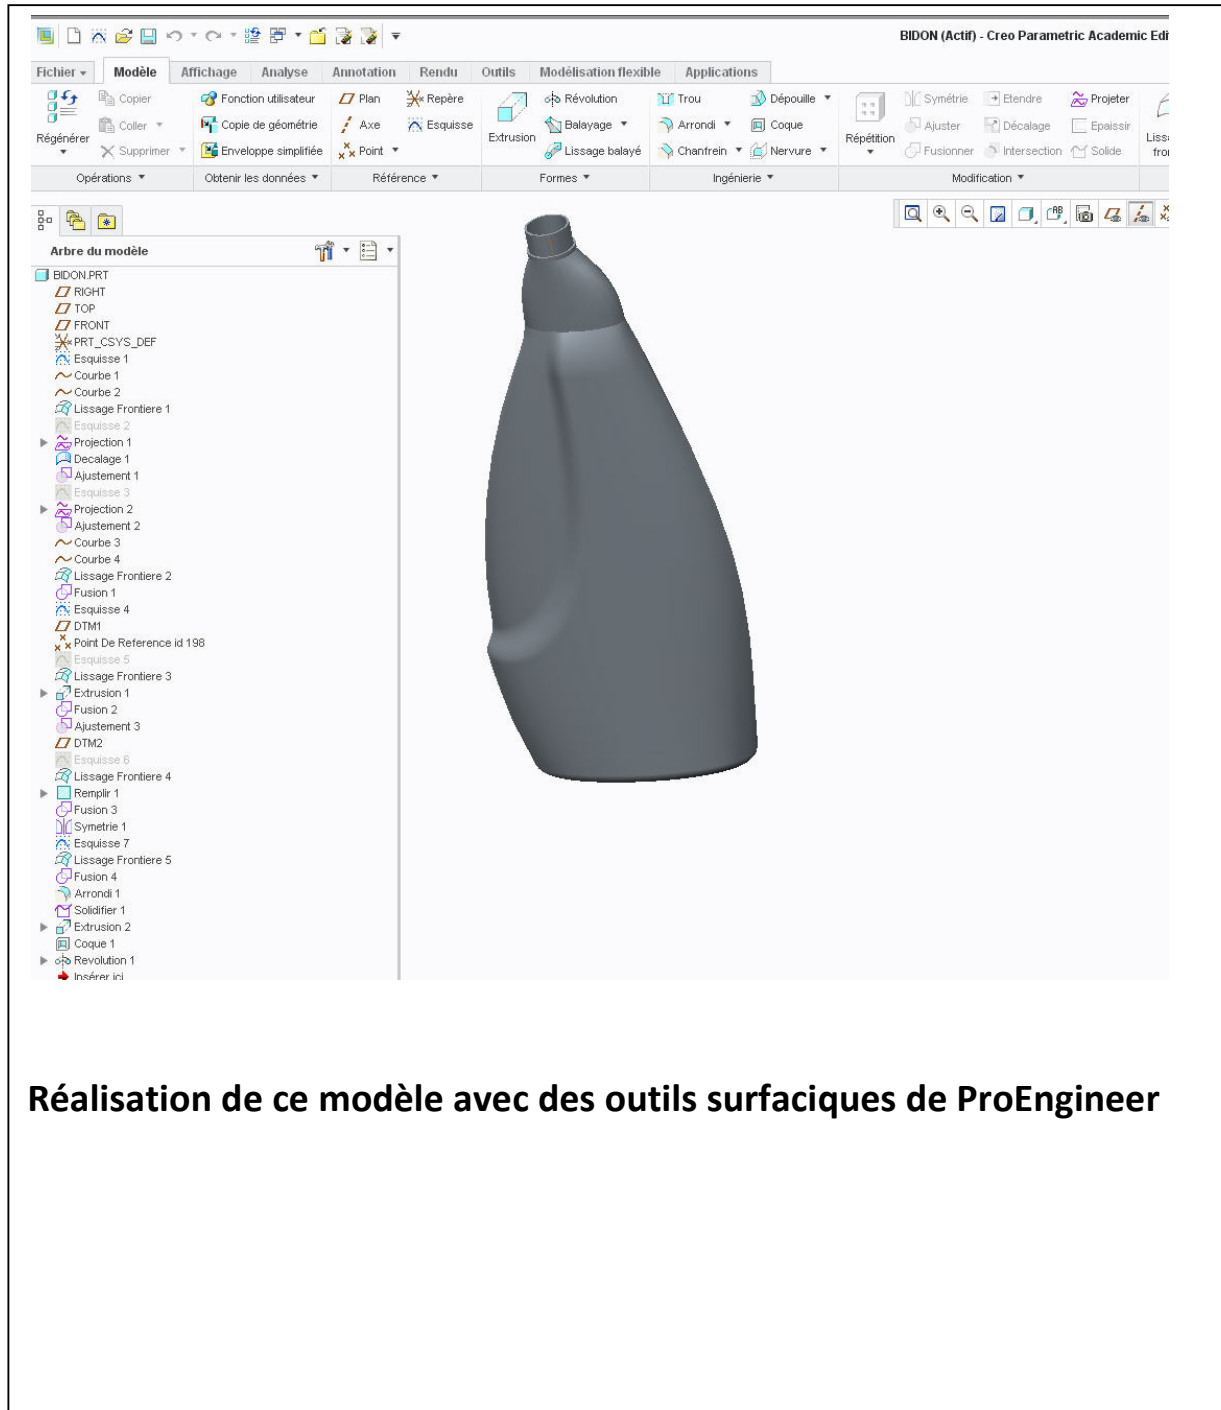 BIDON (Actif) - Creo Parametric Academic Edi
Fichier Modèle Affichage Analyse Annotation Rendu Outils Modélisation flexible Applications
Régénérer
Copier
Coller
Supprimer
Opérations
Fonction utilisateur
Copie de géométrie
Enveloppe simplifiée
Obtenir les données
Plan
Axe
Point
Repère
Esquisse
Référence
Extrusion
Révolution
Balayage
Lissage balayé
Formes
Trou
Arrondi
Chanfrein
Dépouille
Coque
Nervure
Ingénierie
Répétition
Symétrie
Ajuster
Fusionner
Etendre
Décalage
Intersection
Projeter
Epaissir
Solide
Modification
Lissa
fron
Arbre du modèle
BIDON.PRT
RIGHT
TOP
FRONT
PRT_CSYS_DEF
Esquisse 1
Courbe 1
Courbe 2
Lissage Frontiere 1
Esquisse 2
Projection 1
Decalage 1
Ajustement 1
Esquisse 3
Projection 2
Ajustement 2
Courbe 3
Courbe 4
Lissage Frontiere 2
Fusion 1
Esquisse 4
DTM1
Point De Reference id 198
Esquisse 5
Lissage Frontiere 3
Extrusion 1
Fusion 2
Ajustement 3
DTM2
Esquisse 6
Lissage Frontiere 4
Remplir 1
Fusion 3
Symetrie 1
Esquisse 7
Lissage Frontiere 5
Fusion 4
Arrondi 1
Solidifier 1
Extrusion 2
Coque 1
Revolution 1
Insérer ici
Réalisation de ce modèle avec des outils surfaciques de ProEngineer